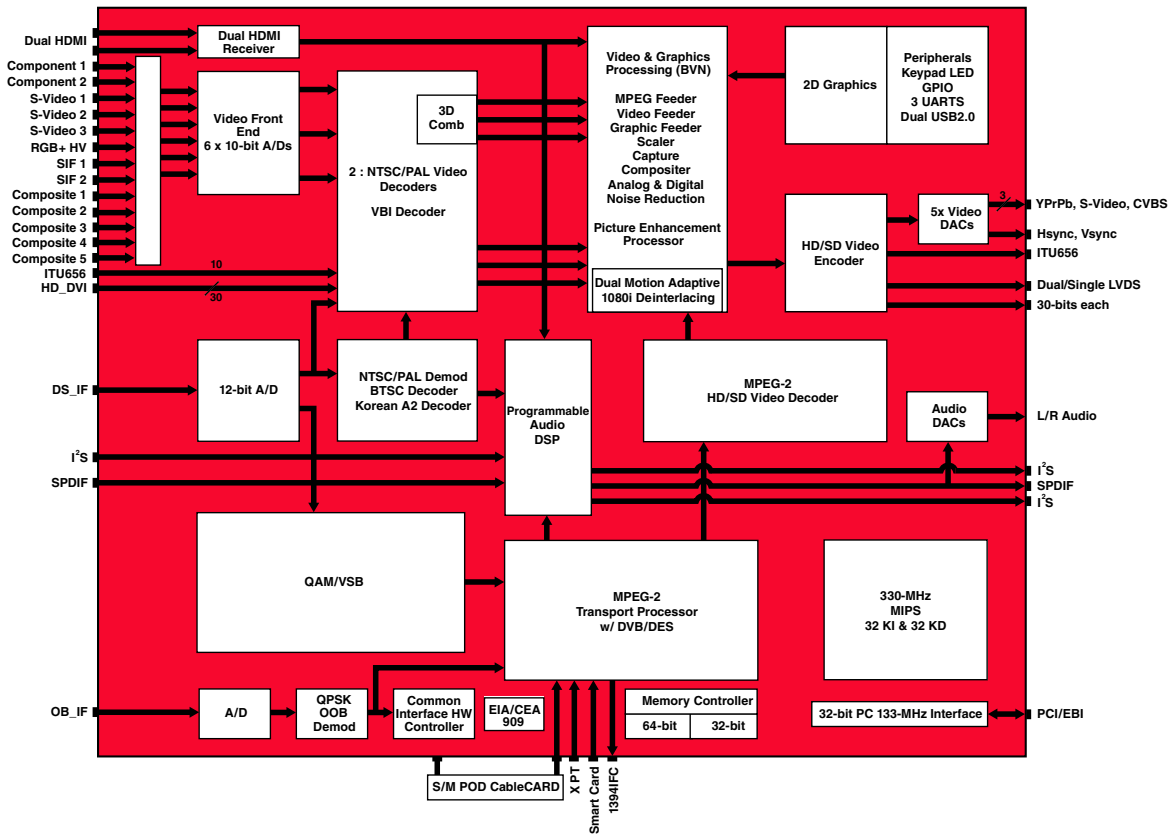 Dual HDMI
Component 1
Component 2
S-Video 1
S-Video 2
S-Video 3
RGB+ HV
SIF 1
SIF 2
Composite 1
Composite 2
Composite 3
Composite 4
Composite 5
ITU656
HD_DVI
10
30
DS_IF
I²S
SPDIF
OB_IF
Dual HDMI
Receiver
Video Front
End
6 x 10-bit A/Ds
3D
Comb
2 : NTSC/PAL Video
Decoders
VBI Decoder
Video & Graphics
Processing (BVN)
MPEG Feeder
Video Feeder
Graphic Feeder
Scaler
Capture
Compositer
Analog & Digital
Noise Reduction
Picture Enhancement
Processor
Dual Motion Adaptive
1080i Deinterlacing
2D Graphics
Peripherals
Keypad LED
GPIO
3 UARTS
Dual USB2.0
HD/SD Video
Encoder
5x Video
DACs
3
YPrPb, S-Video, CVBS
Hsync, Vsync
ITU656
Dual/Single LVDS
30-bits each
12-bit A/D
NTSC/PAL Demod
BTSC Decoder
Korean A2 Decoder
Programmable
Audio
DSP
MPEG-2
HD/SD Video Decoder
Audio
DACs
L/R Audio
I²S
SPDIF
I²S
QAM/VSB
MPEG-2
Transport Processor
w/ DVB/DES
330-MHz
MIPS
32 KI & 32 KD
A/D
QPSK
OOB
Demod
Common
Interface HW
Controller
EIA/CEA
909
Memory Controller
64-bit
32-bit
32-bit PC 133-MHz Interface
PCI/EBI
S/M POD CableCARD
X PT
Smart Card
1394IFC